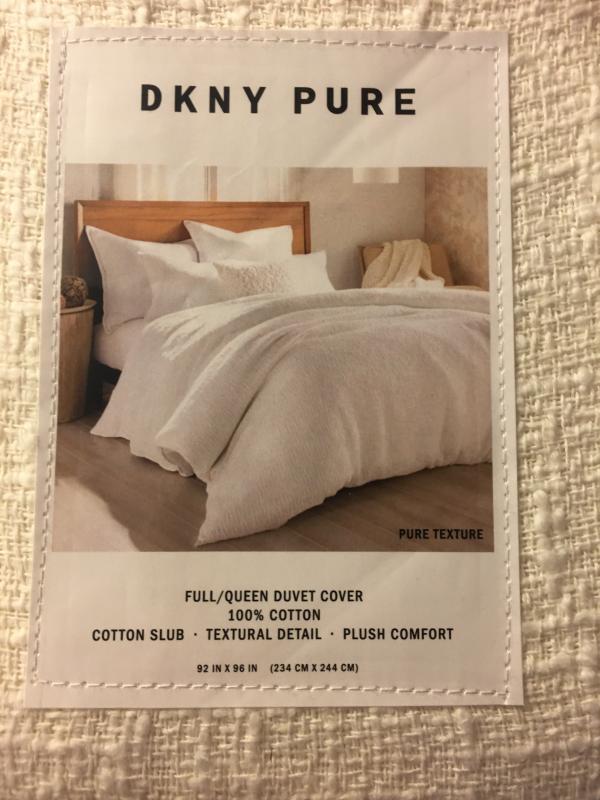 DKNY PURE
PURE TEXTURE
FULL/QUEEN DUVET COVER
100% COTTON
COTTON SLUB · TEXTURAL DETAIL · PLUSH COMFORT
92 IN X 96 IN (234 CM X 244 CM)